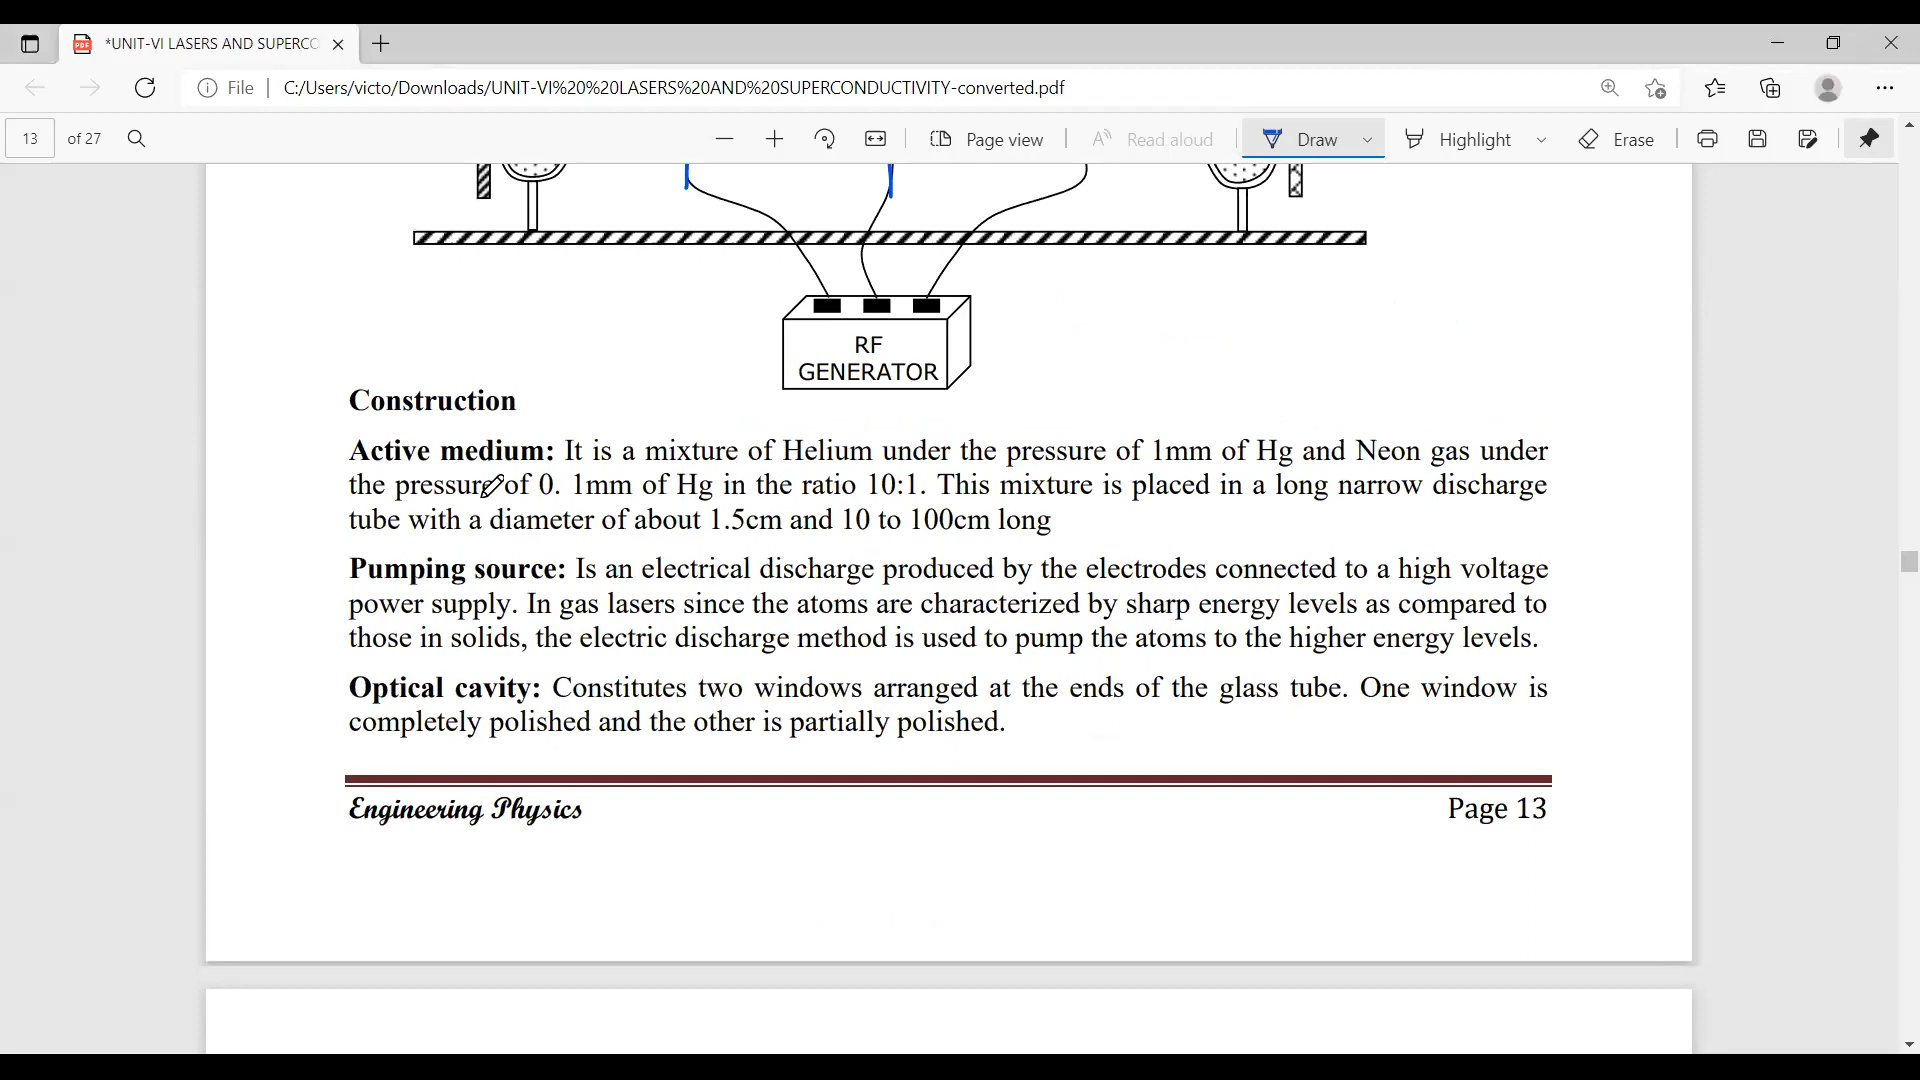 *UNIT-VI LASERS AND SUPERCO
File C:/Users/victo/Downloads/UNIT-VI%20%20LASERS%20AND%20SUPERCONDUCTIVITY-converted.pdf
13 of 27 Page view Read aloud Draw Highlight Erase
RF
GENERATOR
Construction
Active medium: It is a mixture of Helium under the pressure of 1mm of Hg and Neon gas under
the pressure of 0. 1mm of Hg in the ratio 10:1. This mixture is placed in a long narrow discharge
tube with a diameter of about 1.5cm and 10 to 100cm long
Pumping source: Is an electrical discharge produced by the electrodes connected to a high voltage
power supply. In gas lasers since the atoms are characterized by sharp energy levels as compared to
those in solids, the electric discharge method is used to pump the atoms to the higher energy levels.
Optical cavity: Constitutes two windows arranged at the ends of the glass tube. One window is
completely polished and the other is partially polished.
Engineering Physics Page 13